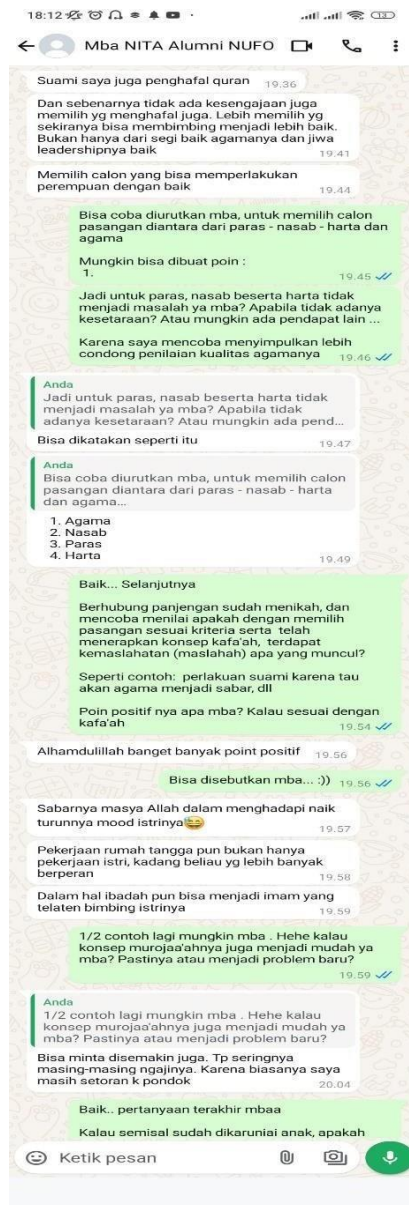 18:12
Mba NITA Alumni NUFO
Suami saya juga penghafal quran 19.36
Dan sebenarnya tidak ada kesengajaan juga
memilih yg menghafal juga. Lebih memilih yg
sekiranya bisa membimbing menjadi lebih baik.
Bukan hanya dari segi baik agamanya dan jiwa
leadershipnya baik 19.41
Memilih calon yang bisa memperlakukan
perempuan dengan baik 19.44
Bisa coba diurutkan mba, untuk memilih calon
pasangan diantara dari paras - nasab - harta dan
agama
Mungkin bisa dibuat poin :
1. 19.45
Jadi untuk paras, nasab beserta harta tidak
menjadi masalah ya mba? Apabila tidak adanya
kesetaraan? Atau mungkin ada pendapat lain ...
Karena saya mencoba menyimpulkan lebih
condong penilaian kualitas agamanya 19.46
Anda
Jadi untuk paras, nasab beserta harta tidak
menjadi masalah ya mba? Apabila tidak
adanya kesetaraan? Atau mungkin ada pend...
Bisa dikatakan seperti itu 19.47
Anda
Bisa coba diurutkan mba, untuk memilih calon
pasangan diantara dari paras - nasab - harta
dan agama...
1. Agama
2. Nasab
3. Paras
4. Harta 19.49
Baik... Selanjutnya
Berhubung panjengan sudah menikah, dan
mencoba menilai apakah dengan memilih
pasangan sesuai kriteria serta telah
menerapkan konsep kafa'ah, terdapat
kemaslahatan (maslahah) apa yang muncul?
Seperti contoh: perlakuan suami karena tau
akan agama menjadi sabar, dll
Poin positif nya apa mba? Kalau sesuai dengan
kafa'ah 19.54
Alhamdulillah banget banyak point positif 19.56
Bisa disebutkan mba... :)) 19.56
Sabarnya masya Allah dalam menghadapi naik
turunnya mood istrinya😅 19.57
Pekerjaan rumah tangga pun bukan hanya
pekerjaan istri, kadang beliau yg lebih banyak
berperan 19.58
Dalam hal ibadah pun bisa menjadi imam yang
telaten bimbing istrinya 19.59
1/2 contoh lagi mungkin mba . Hehe kalau
konsep murojaa'ahnya juga menjadi mudah ya
mba? Pastinya atau menjadi problem baru?
19.59
Anda
1/2 contoh lagi mungkin mba . Hehe kalau
konsep murojaa'ahnya juga menjadi mudah ya
mba? Pastinya atau menjadi problem baru?
Bisa minta disemakin juga. Tp seringnya
masing-masing ngajinya. Karena biasanya saya
masih setoran k pondok 20.04
Baik.. pertanyaan terakhir mbaa
Kalau semisal sudah dikaruniai anak, apakah
Ketik pesan